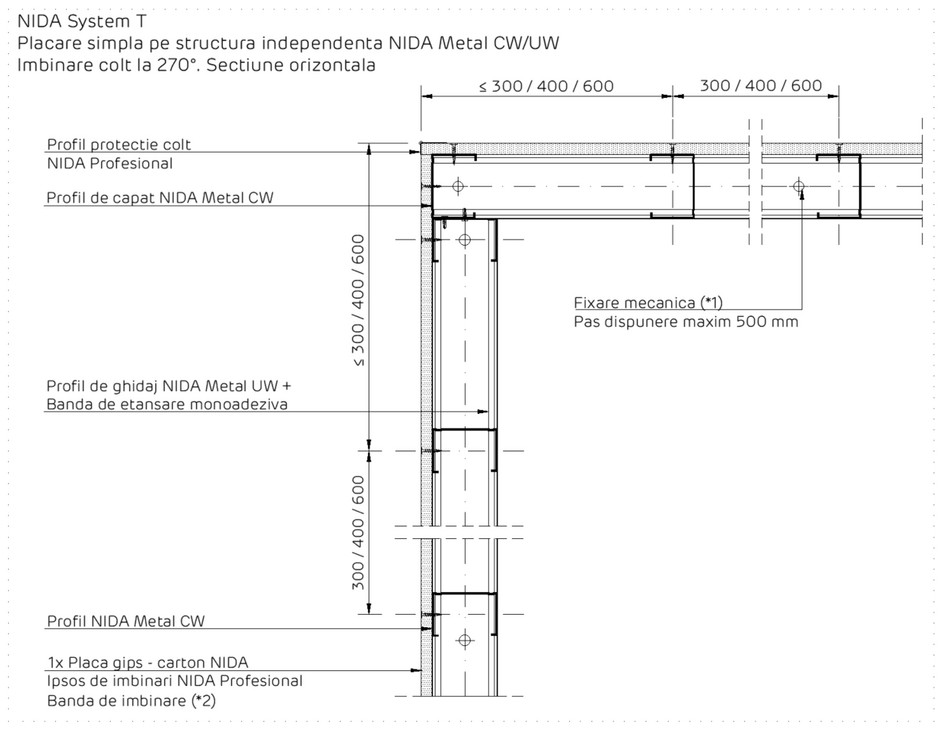 NIDA System T
Placare simpla pe structura independenta NIDA Metal CW/UW
Imbinare colt la 270°. Sectiune orizontala
≤ 300 / 400 / 600
300 / 400 / 600
Profil protectie colt
NIDA Profesional
Profil de capat NIDA Metal CW
≤ 300 / 400 / 600
Fixare mecanica (*1)
Pas dispunere maxim 500 mm
Profil de ghidaj NIDA Metal UW +
Banda de etansare monoadeziva
300 / 400 / 600
Profil NIDA Metal CW
1x Placa gips - carton NIDA
Ipsos de imbinari NIDA Profesional
Banda de imbinare (*2)